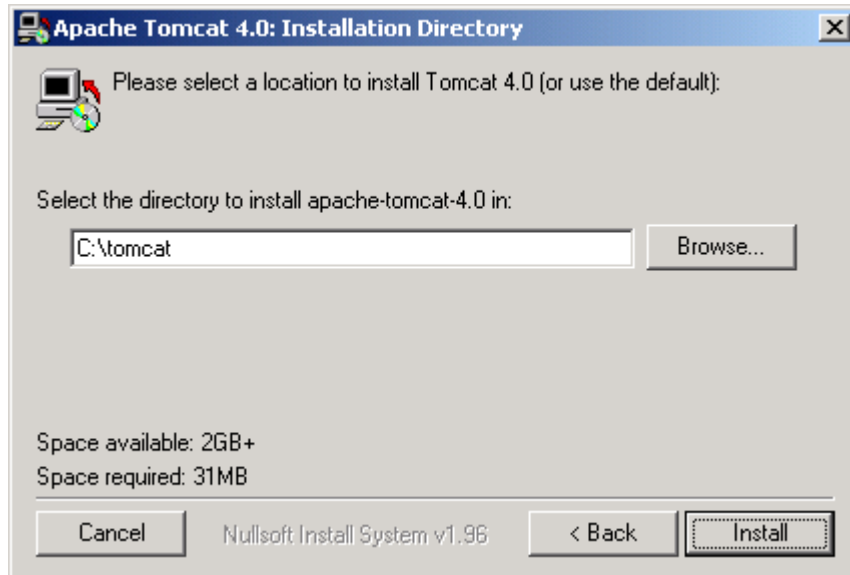 Apache Tomcat 4.0: Installation Directory
Please select a location to install Tomcat 4.0 (or use the default):
Select the directory to install apache-tomcat-4.0 in:
C:\tomcat
Browse...
Space available: 2GB+
Space required: 31MB
Cancel
Nullsoft Install System v1.96
< Back
Install